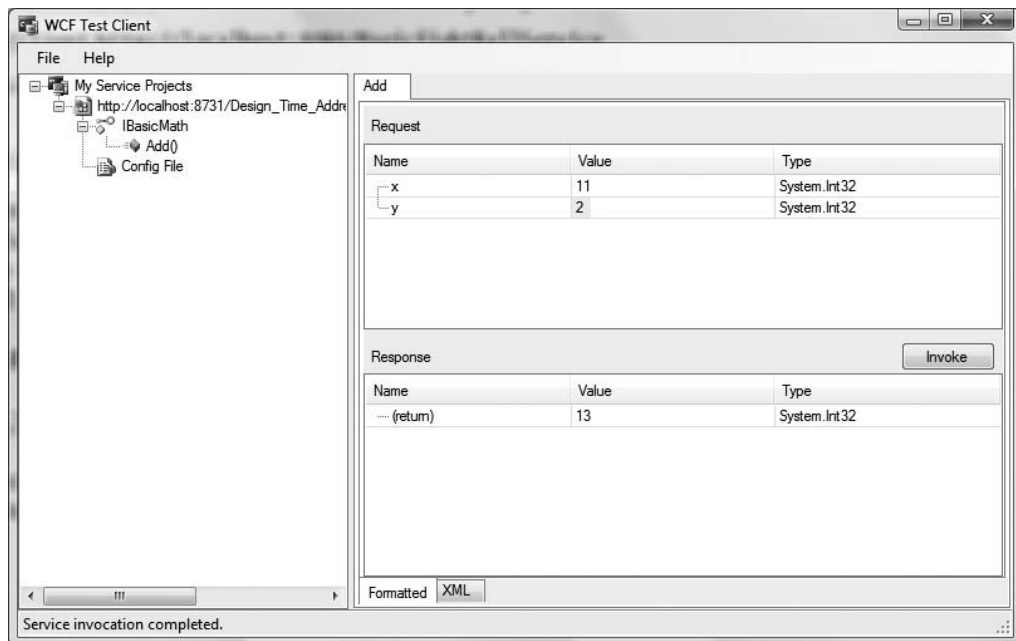 WCF Test Client
File Help
My Service Projects
http://localhost:8731/Design_Time_Addre
IBasicMath
Add()
Config File
Add
Request
Name Value Type
x 11 System.Int32
y 2 System.Int32
Response Invoke
Name Value Type
(return) 13 System.Int32
Formatted XML
Service invocation completed.